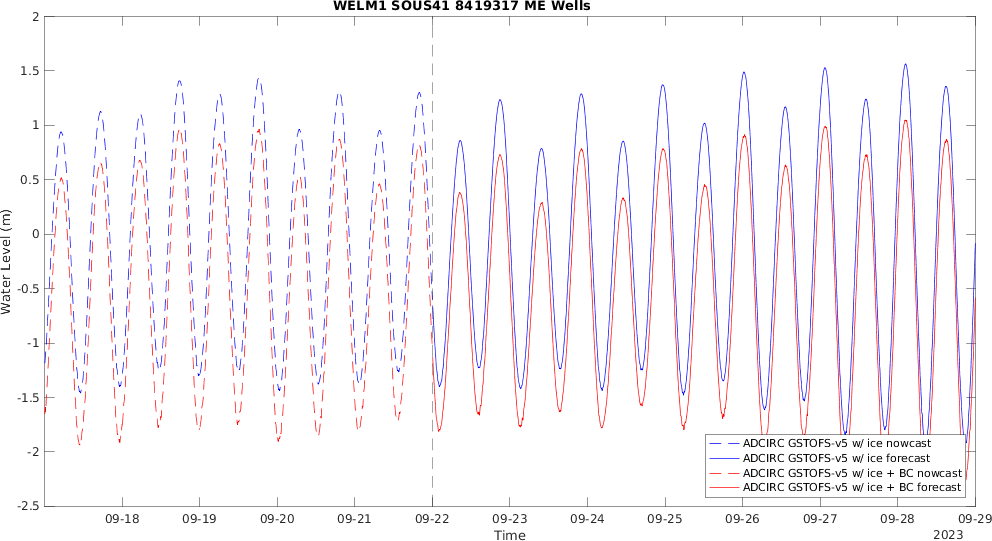 WELM1 SOUS41 8419317 ME Wells
2
1.5
1
0.5
0
-0.5
-1
-1.5
-2
-2.5
Water Level (m)
ADCIRC GSTOFS-v5 w/ ice nowcast
ADCIRC GSTOFS-v5 w/ ice forecast
ADCIRC GSTOFS-v5 w/ ice + BC nowcast
ADCIRC GSTOFS-v5 w/ ice + BC forecast
09-18 09-19 09-20 09-21 09-22 09-23 09-24 09-25 09-26 09-27 09-28 09-29
Time
2023